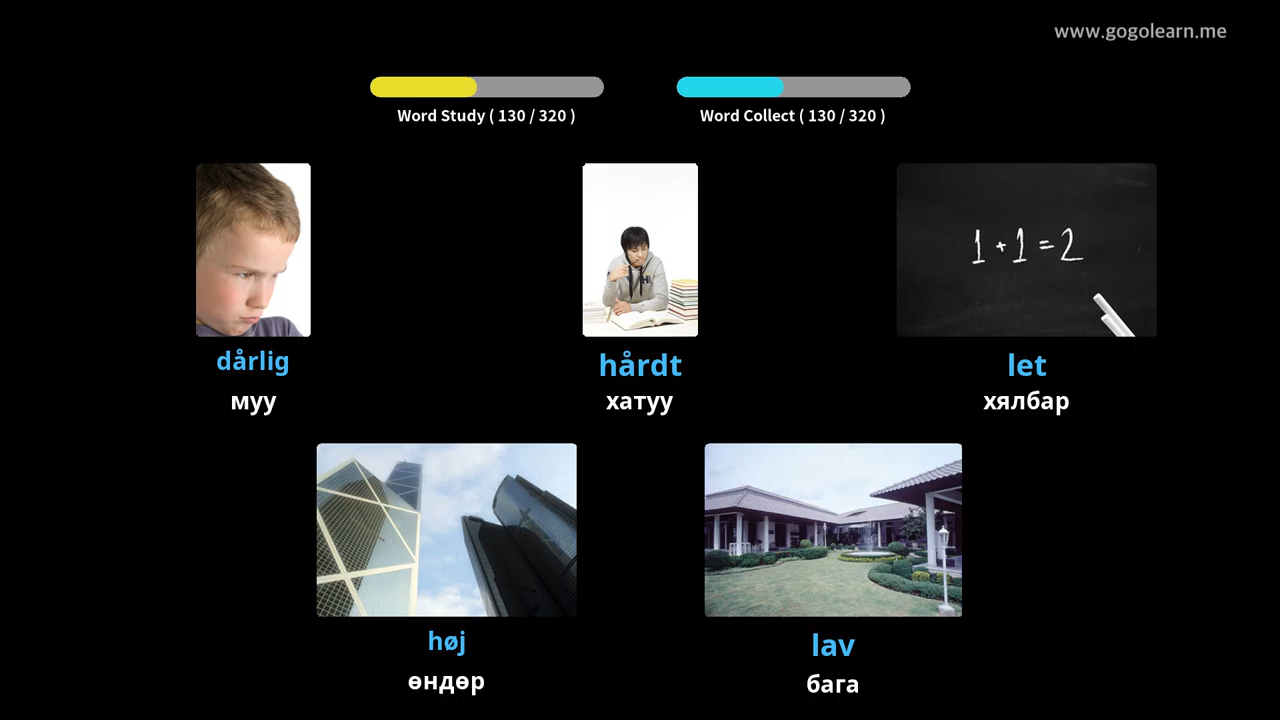 www.gogolearn.me
Word Study ( 130 / 320 )
Word Collect ( 130 / 320 )
1 + 1 = 2
dårlig
hårdt
let
муу
хатуу
хялбар
høj
lav
өндөр
бага